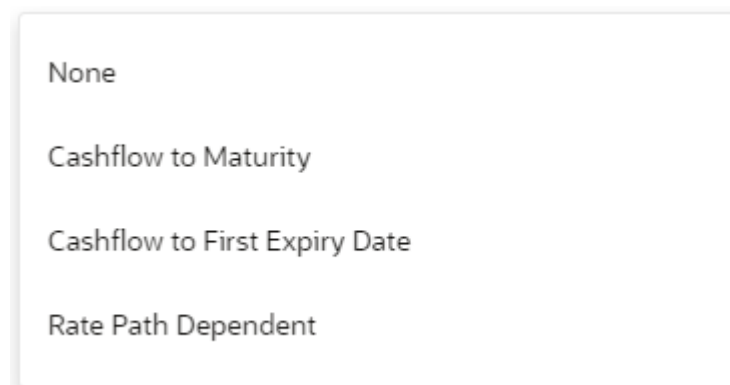 None
Cashflow to Maturity
Cashflow to First Expiry Date
Rate Path Dependent